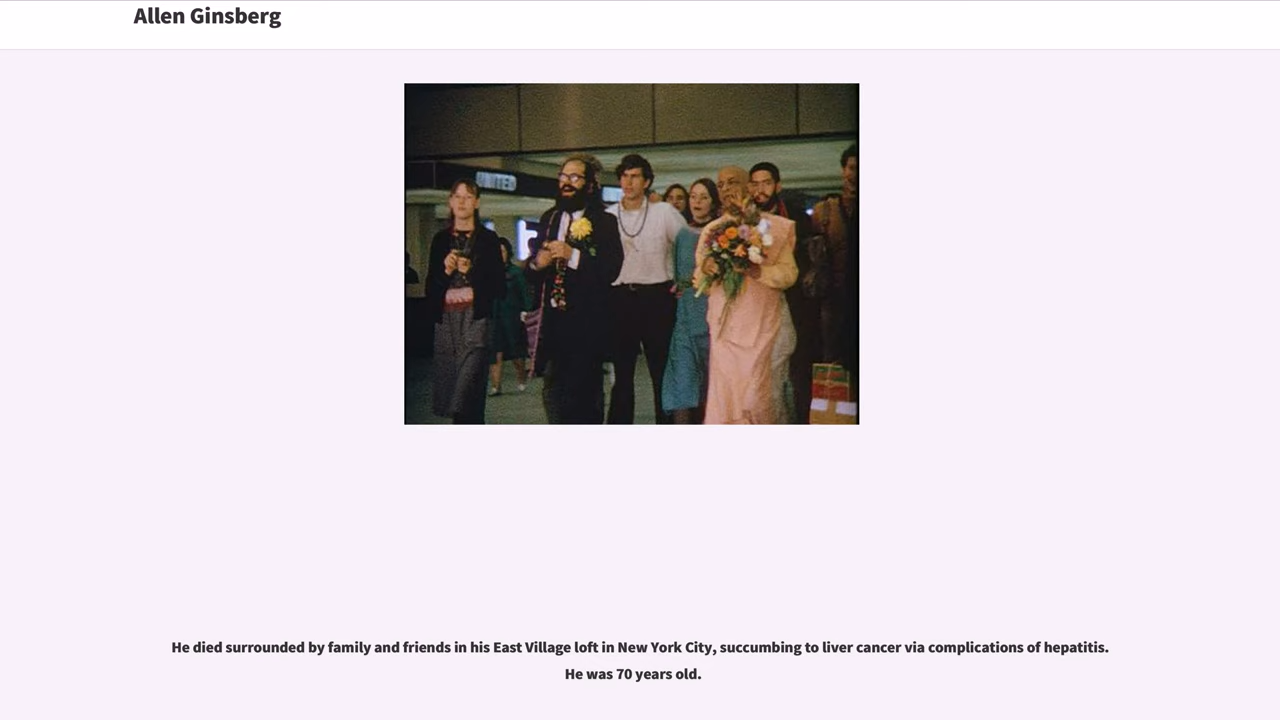 Allen Ginsberg
UNITED
He died surrounded by family and friends in his East Village loft in New York City, succumbing to liver cancer via complications of hepatitis.
He was 70 years old.